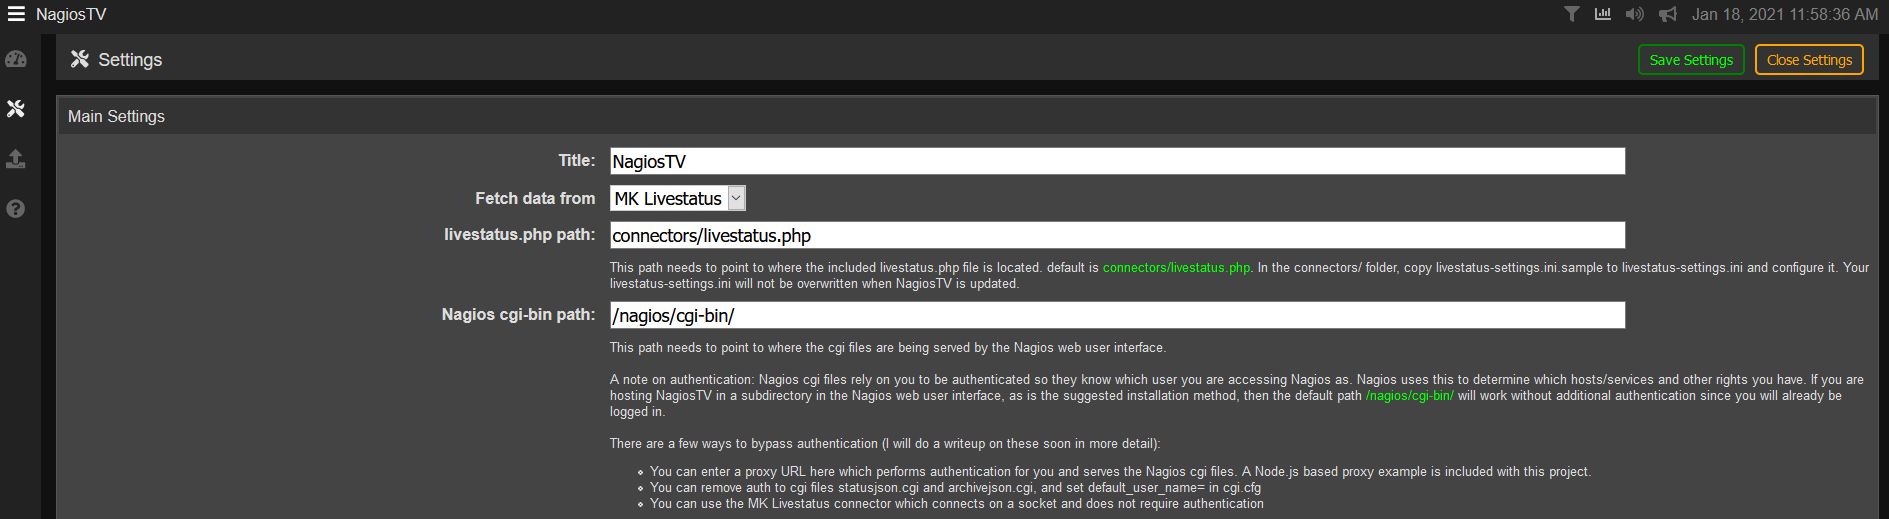 NagiosTV
Jan 18, 2021 11:58:36 AM
Settings
Save Settings
Close Settings
Main Settings
Title:
NagiosTV
Fetch data from
MK Livestatus
livestatus.php path:
connectors/livestatus.php
This path needs to point to where the included livestatus.php file is located. default is connectors/livestatus.php. In the connectors/ folder, copy livestatus-settings.ini.sample to livestatus-settings.ini and configure it. Your
livestatus-settings.ini will not be overwritten when NagiosTV is updated.
Nagios cgi-bin path:
/nagios/cgi-bin/
This path needs to point to where the cgi files are being served by the Nagios web user interface.
A note on authentication: Nagios cgi files rely on you to be authenticated so they know which user you are accessing Nagios as. Nagios uses this to determine which hosts/services and other rights you have. If you are
hosting NagiosTV in a subdirectory in the Nagios web user interface, as is the suggested installation method, then the default path /nagios/cgi-bin/ will work without additional authentication since you will already be
logged in.
There are a few ways to bypass authentication (I will do a writeup on these soon in more detail):
You can enter a proxy URL here which performs authentication for you and serves the Nagios cgi files. A Node.js based proxy example is included with this project.
You can remove auth to cgi files statusjson.cgi and archivejson.cgi, and set default_user_name= in cgi.cfg
You can use the MK Livestatus connector which connects on a socket and does not require authentication